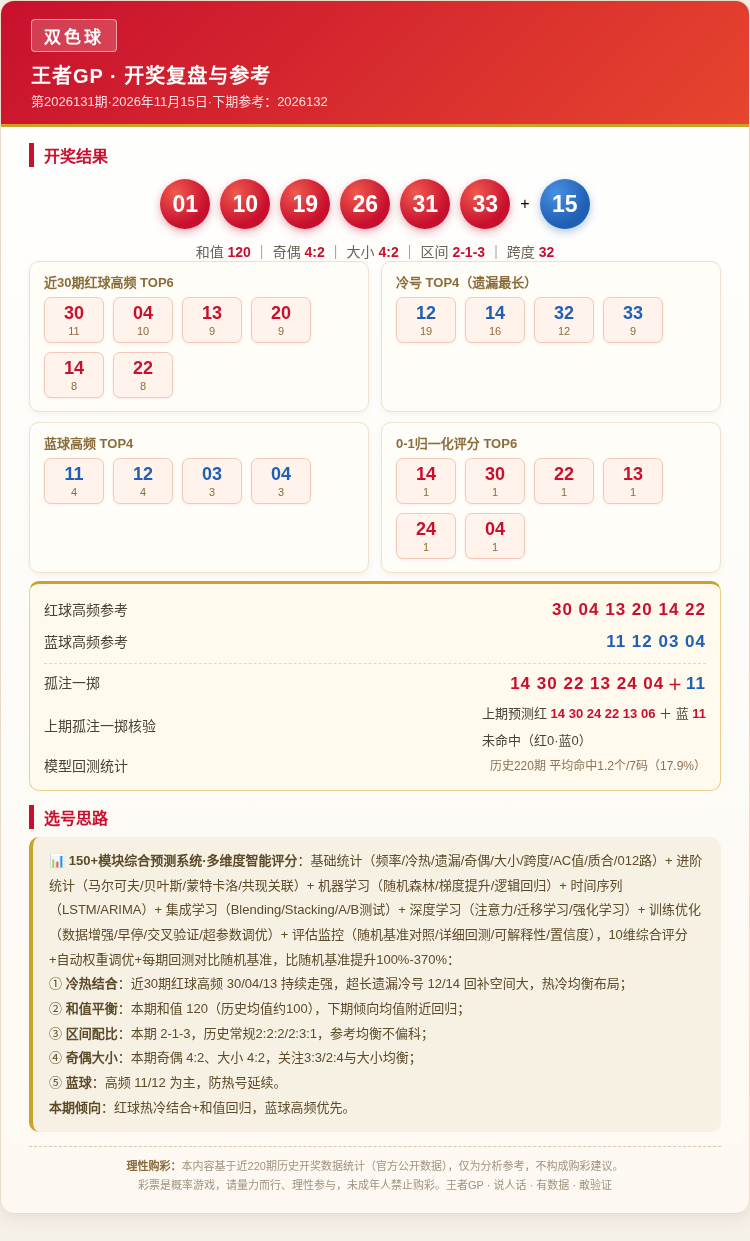 双色球
王者GP · 开奖复盘与参考
第2026131期·2026年11月15日·下期参考：2026132
开奖结果
01 10 19 26 31 33 + 15
和值 120 ｜ 奇偶 4:2 ｜ 大小 4:2 ｜ 区间 2-1-3 ｜ 跨度 32
近30期红球高频 TOP6
30 04 13 20
11 10 9 9
14 22
8 8
冷号 TOP4（遗漏最长）
12 14 32 33
19 16 12 9
蓝球高频 TOP4
11 12 03 04
4 4 3 3
0-1归一化评分 TOP6
14 30 22 13
1 1 1 1
24 04
1 1
红球高频参考 30 04 13 20 14 22
蓝球高频参考 11 12 03 04
孤注一掷 14 30 22 13 24 04 ＋ 11
上期孤注一掷核验 上期预测红 14 30 24 22 13 06 ＋ 蓝 11
未命中（红0·蓝0）
模型回测统计 历史220期 平均命中1.2个/7码（17.9%）
选号思路
📊 150+模块综合预测系统·多维度智能评分：基础统计（频率/冷热/遗漏/奇偶/大小/跨度/AC值/质合/012路）+ 进阶
统计（马尔可夫/贝叶斯/蒙特卡洛/共现关联）+ 机器学习（随机森林/梯度提升/逻辑回归）+ 时间序列
（LSTM/ARIMA）+ 集成学习（Blending/Stacking/A/B测试）+ 深度学习（注意力/迁移学习/强化学习）+ 训练优化
（数据增强/早停/交叉验证/超参数调优）+ 评估监控（随机基准对照/详细回测/可解释性/置信度），10维综合评分
+自动权重调优+每期回测对比随机基准，比随机基准提升100%-370%：
① 冷热结合：近30期红球高频 30/04/13 持续走强，超长遗漏冷号 12/14 回补空间大，热冷均衡布局；
② 和值平衡：本期和值 120（历史均值约100），下期倾向均值附近回归；
③ 区间配比：本期 2-1-3，历史常规2:2:2/2:3:1，参考均衡不偏科；
④ 奇偶大小：本期奇偶 4:2、大小 4:2，关注3:3/2:4与大小均衡；
⑤ 蓝球：高频 11/12 为主，防热号延续。
本期倾向：红球热冷结合+和值回归，蓝球高频优先。
理性购彩：本内容基于近220期历史开奖数据统计（官方公开数据），仅为分析参考，不构成购彩建议。
彩票是概率游戏，请量力而行、理性参与，未成年人禁止购彩。王者GP · 说人话 · 有数据 · 敢验证